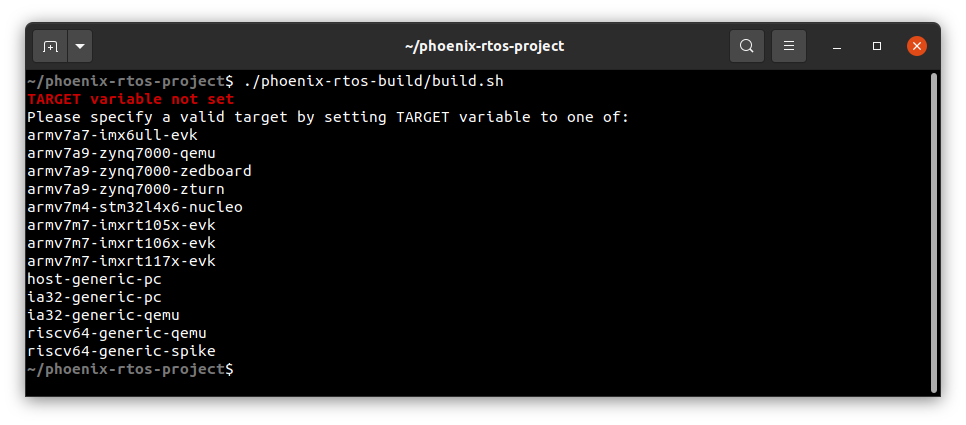 ~/phoenix-rtos-project
~/phoenix-rtos-project$ ./phoenix-rtos-build/build.sh
TARGET variable not set
Please specify a valid target by setting TARGET variable to one of:
armv7a7-imx6ull-evk
armv7a9-zynq7000-qemu
armv7a9-zynq7000-zedboard
armv7a9-zynq7000-zturn
armv7m4-stm32l4x6-nucleo
armv7m7-imxrt105x-evk
armv7m7-imxrt106x-evk
armv7m7-imxrt117x-evk
host-generic-pc
ia32-generic-pc
ia32-generic-qemu
riscv64-generic-qemu
riscv64-generic-spike
~/phoenix-rtos-project$